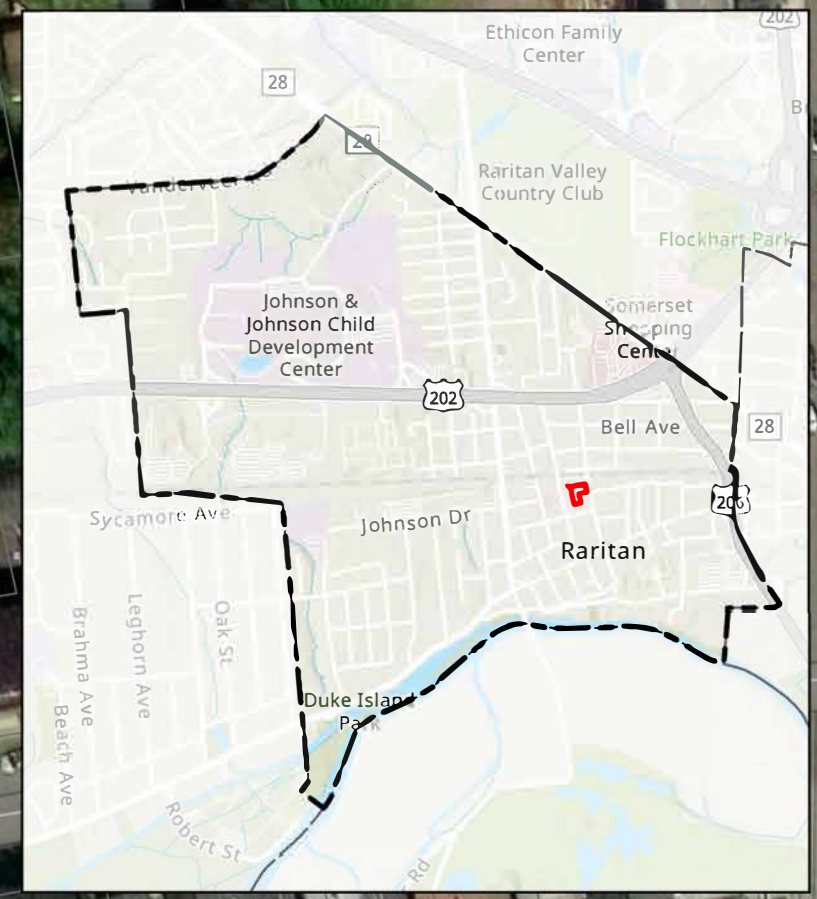 202
Ethicon Family
Center
28
28
Raritan Valley
Country Club
Flockhart Park
Johnson &
Johnson Child
Development
Center
Somerset
Shopping
Center
202
Bell Ave
28
206
Sycamore Ave
Johnson Dr
Raritan
Brahma Ave
Leghorn Ave
Oak St
Beach Ave
Duke Island
Park
Robert St
Rd